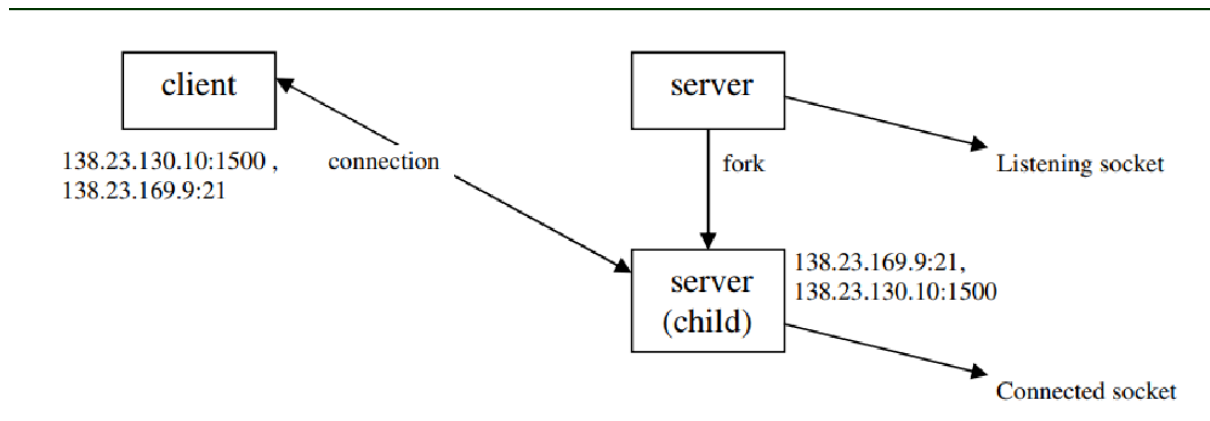 client
server
138.23.130.10:1500 ,
138.23.169.9:21
connection
fork
Listening socket
server
(child)
138.23.169.9:21,
138.23.130.10:1500
Connected socket